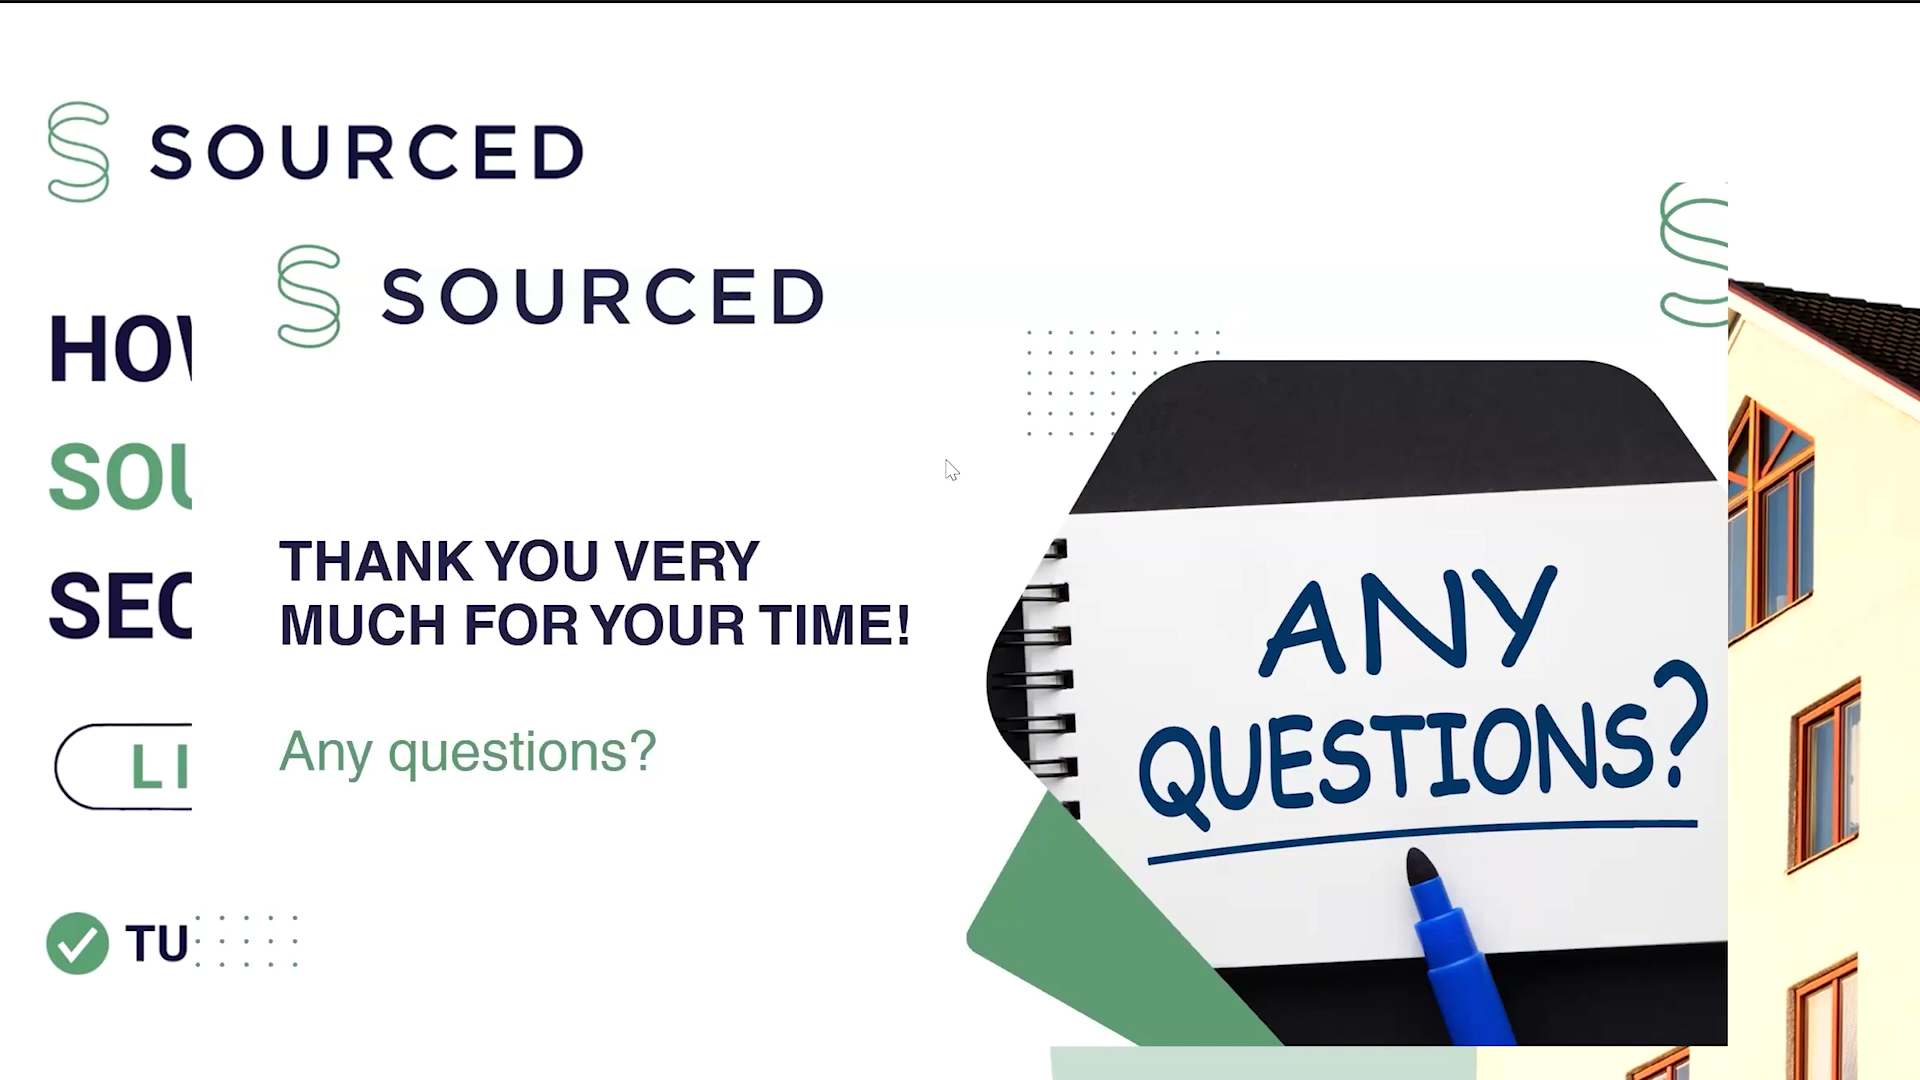 SOURCED
SOURCED
THANK YOU VERY
MUCH FOR YOUR TIME!
Any questions?
ANY
QUESTIONS?